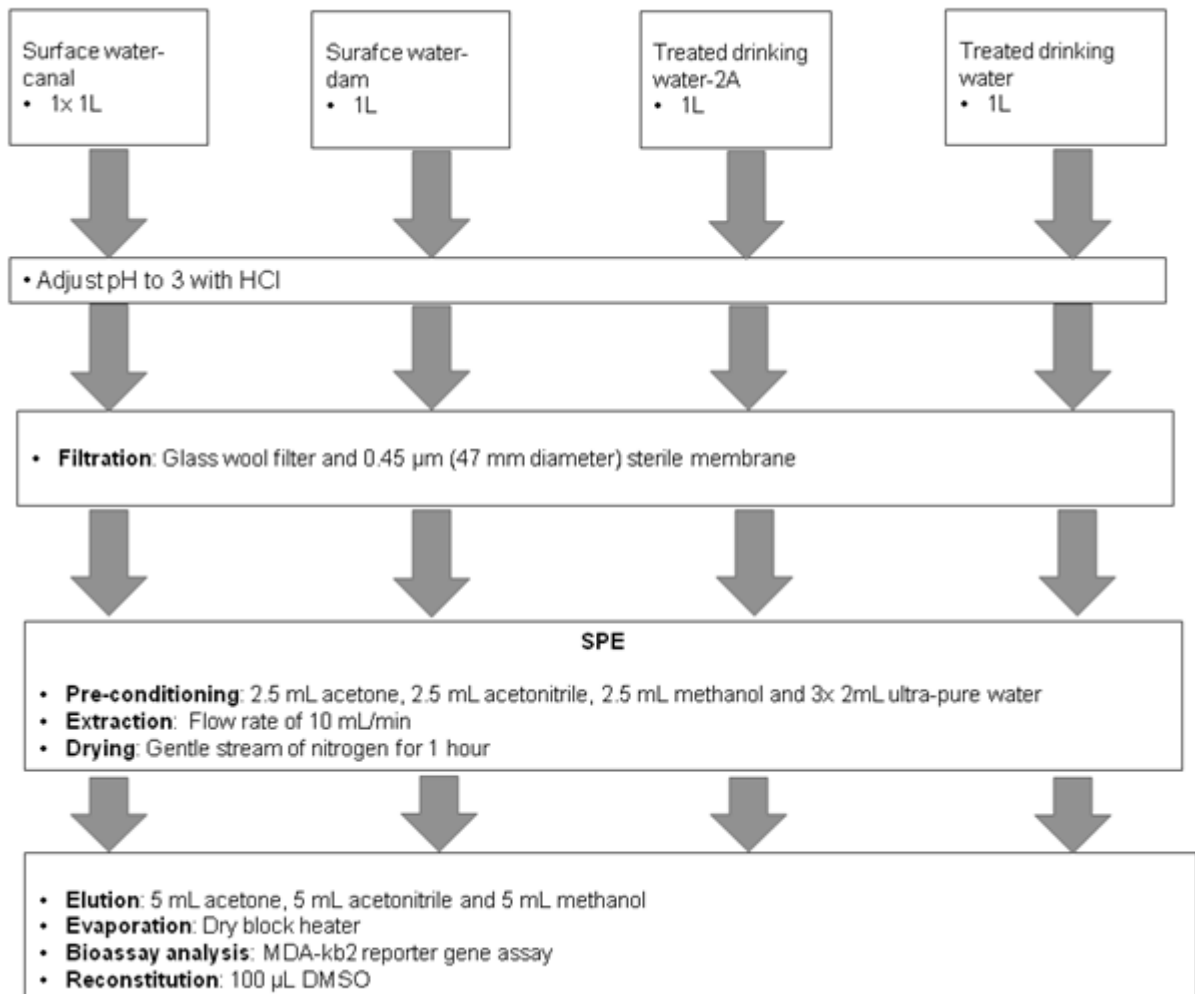 Surface water-
canal
• 1x 1L
Surafce water-
dam
• 1L
Treated drinking
water-2A
• 1L
Treated drinking
water
• 1L
• Adjust pH to 3 with HCl
• Filtration: Glass wool filter and 0.45 µm (47 mm diameter) sterile membrane
SPE
• Pre-conditioning: 2.5 mL acetone, 2.5 mL acetonitrile, 2.5 mL methanol and 3x 2mL ultra-pure water
• Extraction: Flow rate of 10 mL/min
• Drying: Gentle stream of nitrogen for 1 hour
• Elution: 5 mL acetone, 5 mL acetonitrile and 5 mL methanol
• Evaporation: Dry block heater
• Bioassay analysis: MDA-kb2 reporter gene assay
• Reconstitution: 100 µL DMSO